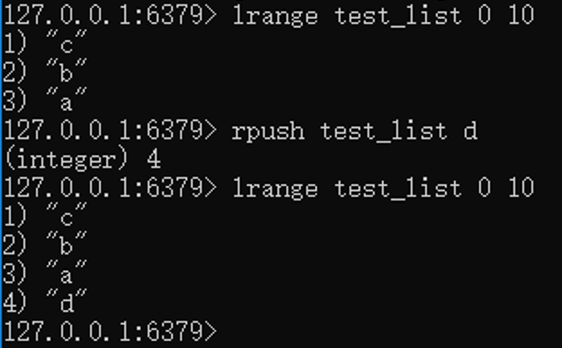 127.0.0.1:6379> lrange test_list 0 10
1) "c"
2) "b"
3) "a"
127.0.0.1:6379> rpush test_list d
(integer) 4
127.0.0.1:6379> lrange test_list 0 10
1) "c"
2) "b"
3) "a"
4) "d"
127.0.0.1:6379>